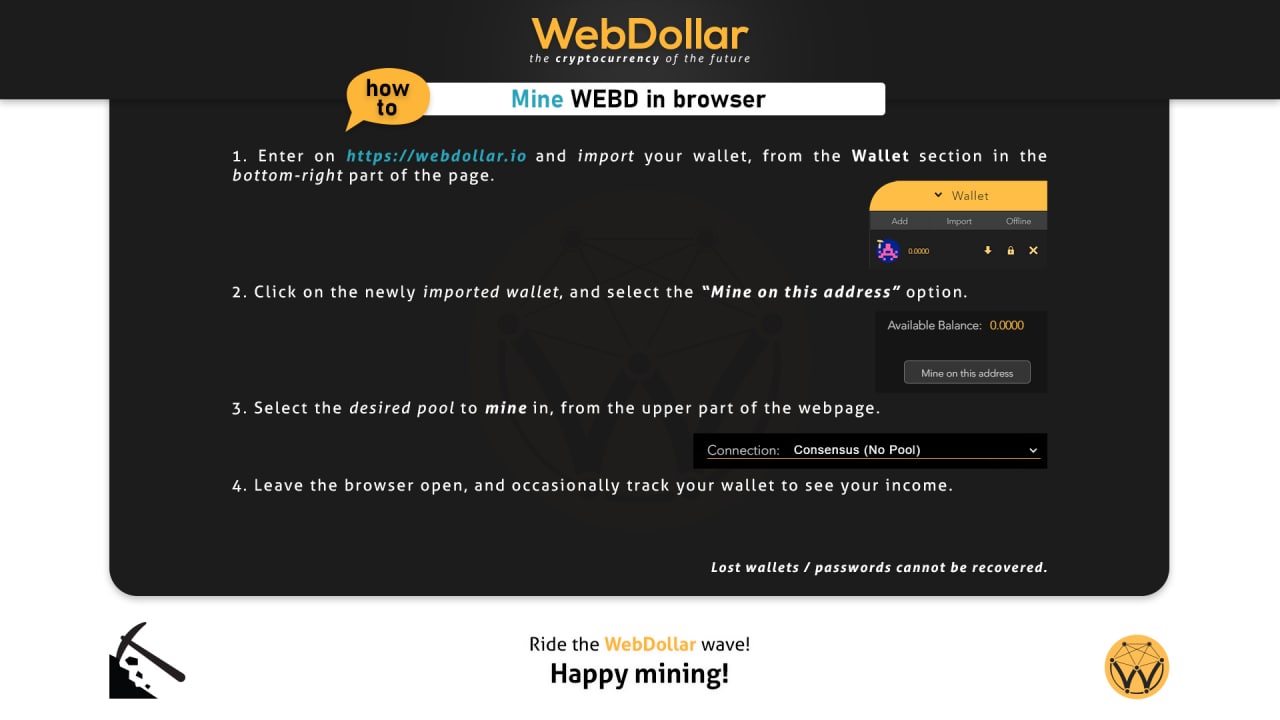 WebDollar
the cryptocurrency of the future
how
to
Mine WEBD in browser
1. Enter on https://webdollar.io and import your wallet, from the Wallet section in the
bottom-right part of the page.
Wallet
Add Import Offline
0.0000
2. Click on the newly imported wallet, and select the “Mine on this address” option.
Available Balance: 0.0000
Mine on this address
3. Select the desired pool to mine in, from the upper part of the webpage.
Connection: Consensus (No Pool)
4. Leave the browser open, and occasionally track your wallet to see your income.
Lost wallets / passwords cannot be recovered.
Ride the WebDollar wave!
Happy mining!